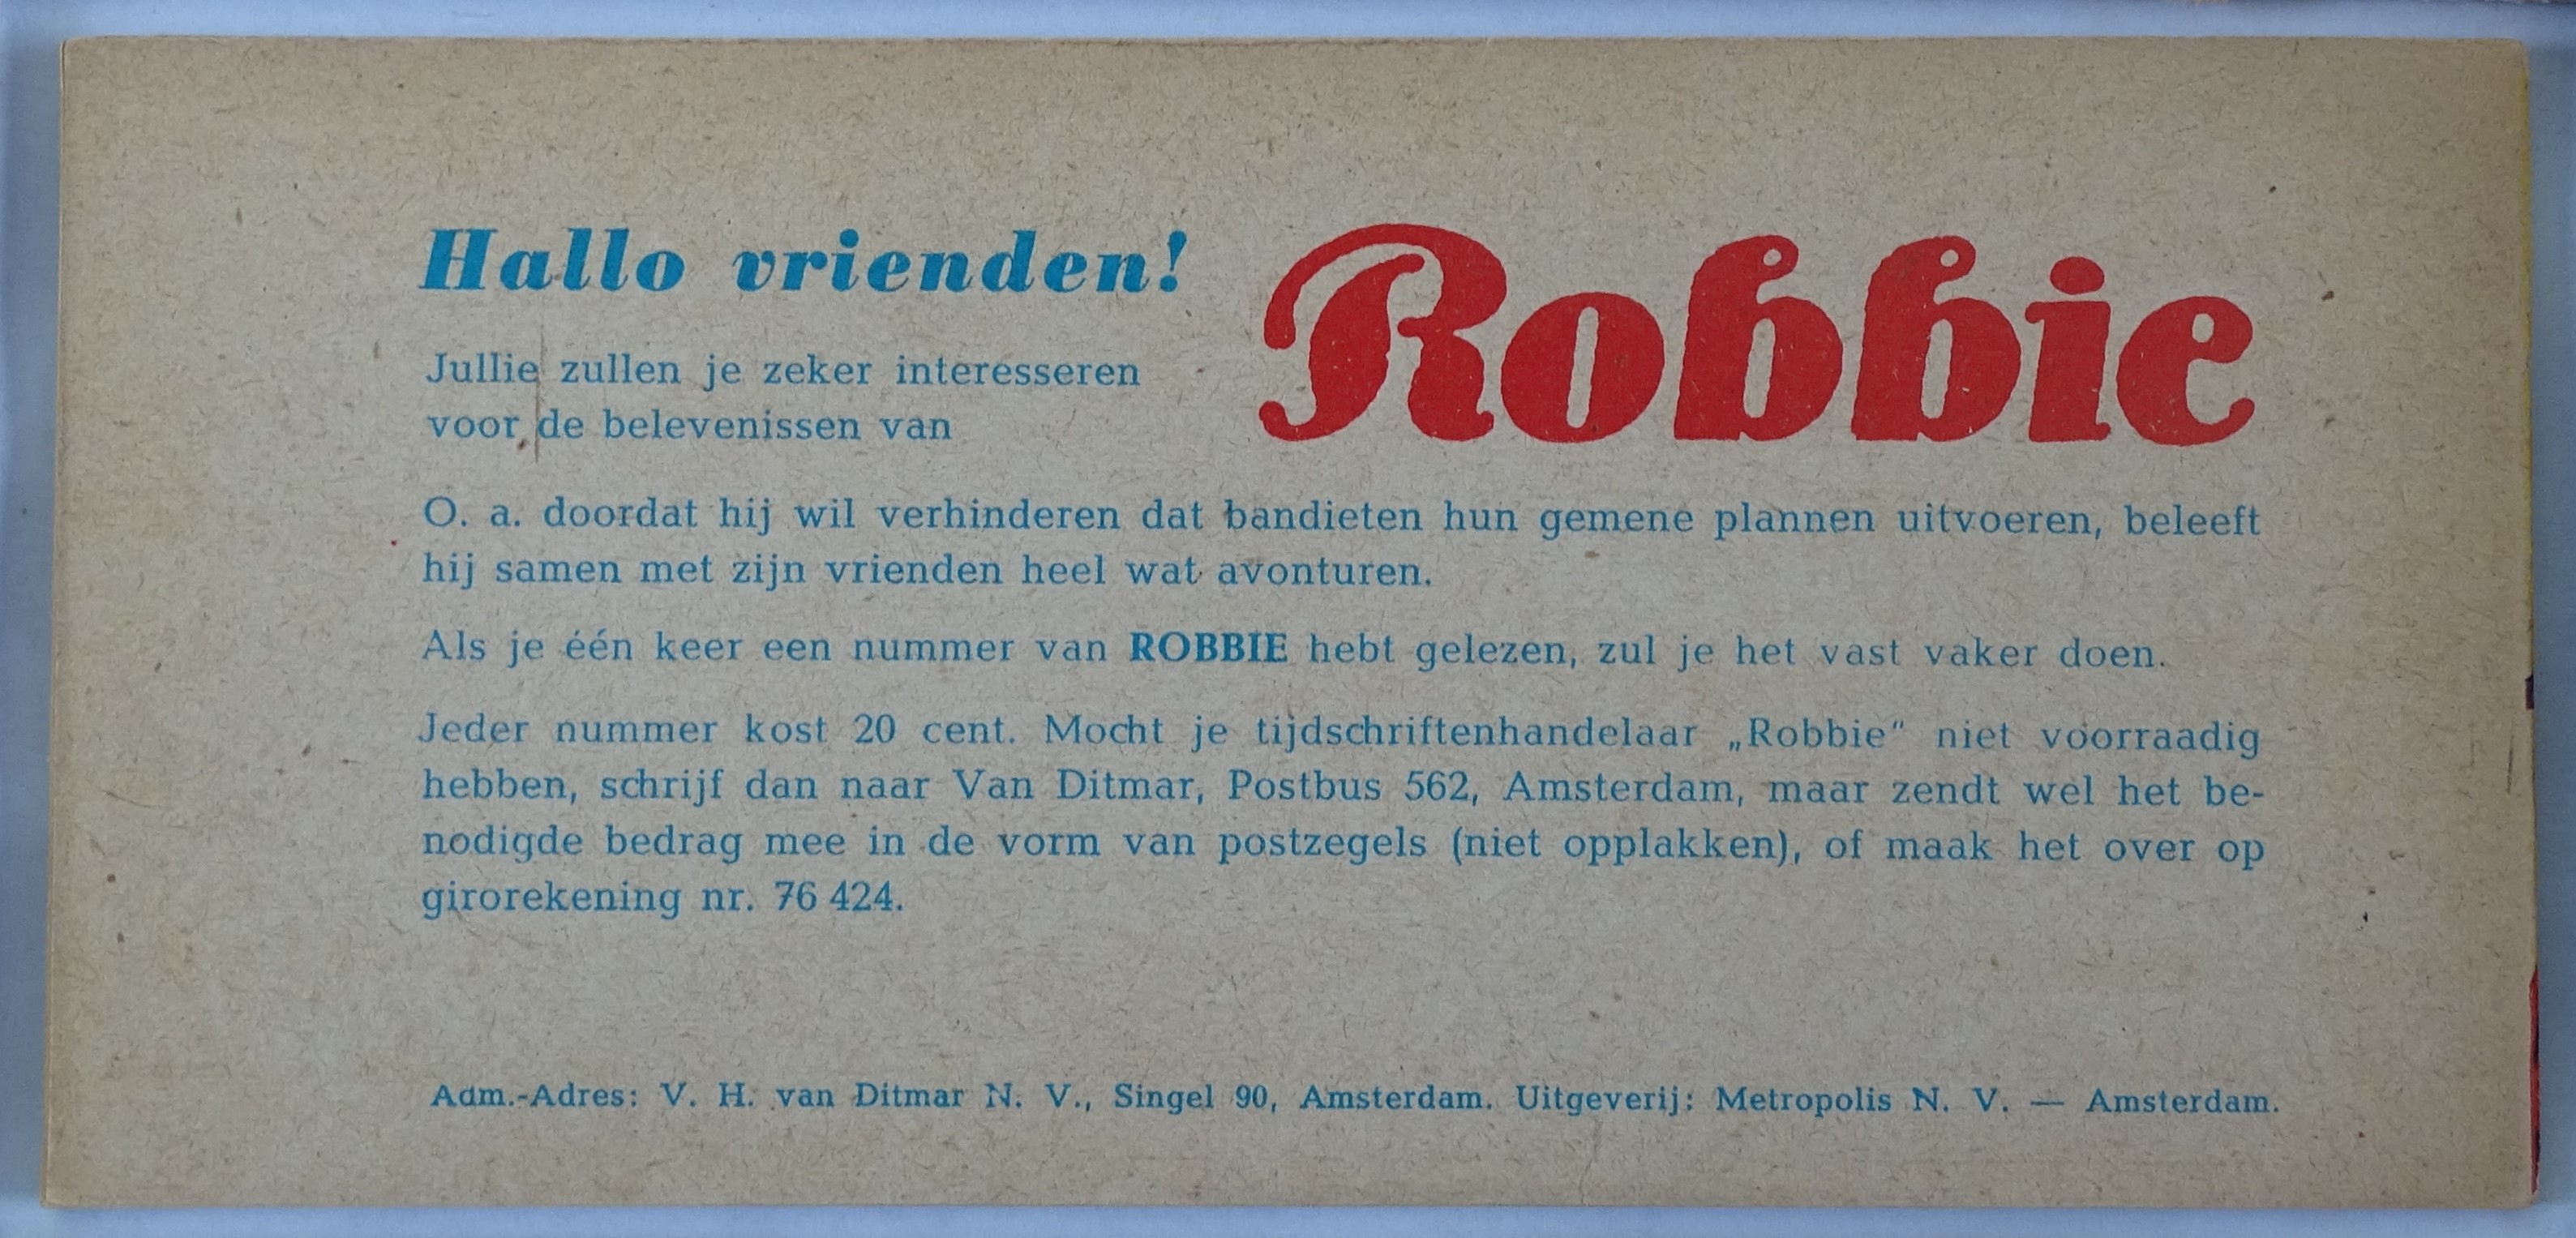 Hallo vrienden!
Jullie zullen je zeker interesseren
voor de belevenissen van
Robbie
O. a. doordat hij wil verhinderen dat bandieten hun gemene plannen uitvoeren, beleeft
hij samen met zijn vrienden heel wat avonturen.
Als je één keer een nummer van ROBBIE hebt gelezen, zul je het vast vaker doen.
Jeder nummer kost 20 cent. Mocht je tijdschriftenhandelaar „Robbie" niet voorraadig
hebben, schrijf dan naar Van Ditmar, Postbus 562, Amsterdam, maar zendt wel het be-
nodigde bedrag mee in de vorm van postzegels (niet opplakken), of maak het over op
girorekening nr. 76 424.
Adm.-Adres: V. H. van Ditmar N. V., Singel 90, Amsterdam. Uitgeverij: Metropolis N. V. — Amsterdam.